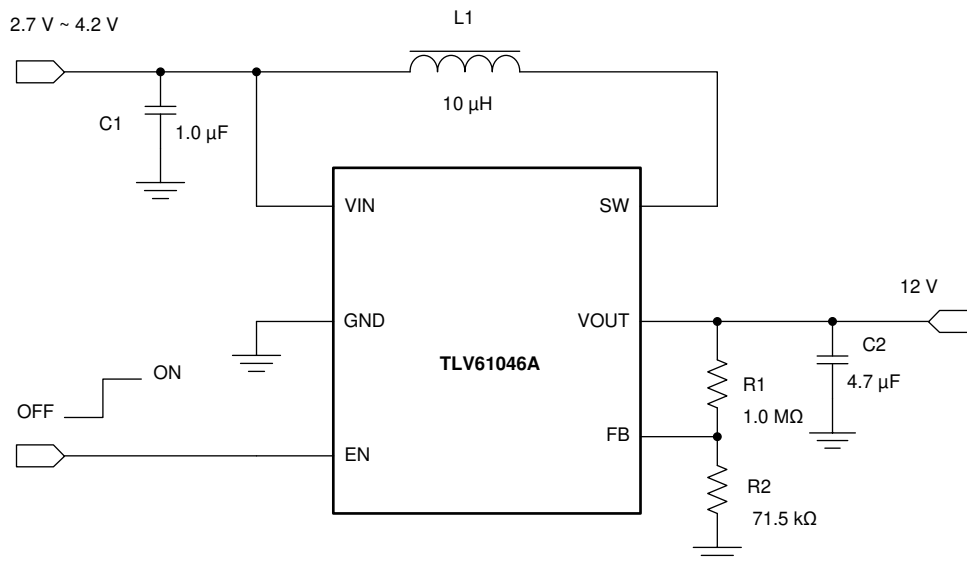 2.7 V ~ 4.2 V
L1
10 µH
C1
1.0 µF
VIN
SW
12 V
GND
VOUT
TLV61046A
C2
4.7 µF
ON
OFF
R1
1.0 MΩ
FB
EN
R2
71.5 kΩ